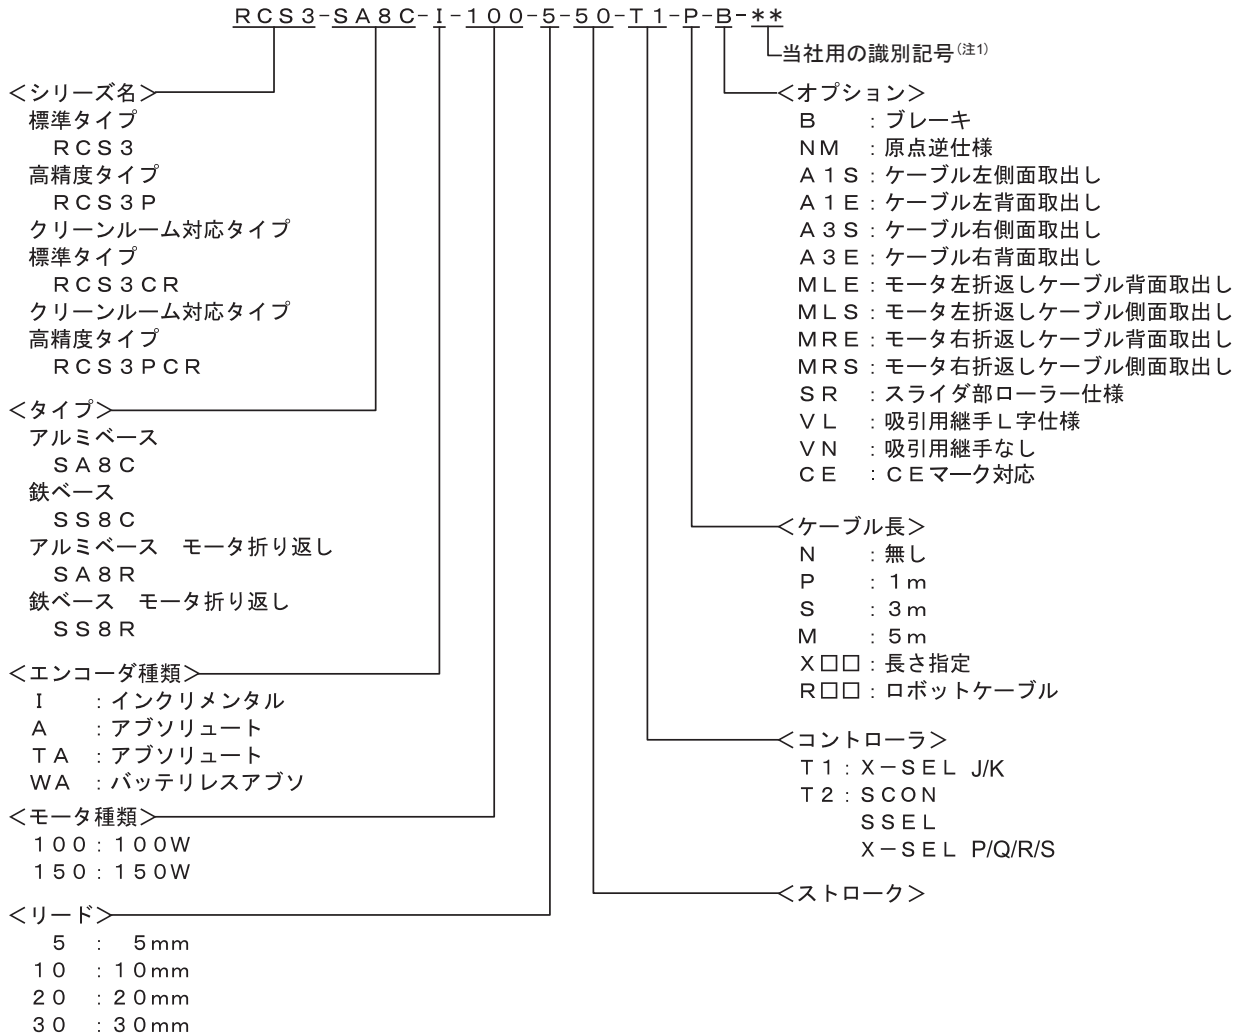 RCS3-SA8C-I-100-5-50-T1-P-B-**
当社用の識別記号(注1)
<シリーズ名>
標準タイプ
RCS3
高精度タイプ
RCS3P
クリーンルーム対応タイプ
標準タイプ
RCS3CR
クリーンルーム対応タイプ
高精度タイプ
RCS3PCR
<タイプ>
アルミベース
SA8C
鉄ベース
SS8C
アルミベース モータ折り返し
SA8R
鉄ベース モータ折り返し
SS8R
<エンコーダ種類>
I :インクリメンタル
A :アブソリュート
TA :アブソリュート
WA :バッテリレスアブソ
<モータ種類>
100:100W
150:150W
<リード>
5 : 5mm
10 :10mm
20 :20mm
30 :30mm
<オプション>
B :ブレーキ
NM :原点逆仕様
A1S:ケーブル左側面取出し
A1E:ケーブル左背面取出し
A3S:ケーブル右側面取出し
A3E:ケーブル右背面取出し
MLE:モータ左折返しケーブル背面取出し
MLS:モータ左折返しケーブル側面取出し
MRE:モータ右折返しケーブル背面取出し
MRS:モータ右折返しケーブル側面取出し
SR :スライダ部ローラー仕様
VL :吸引用継手L字仕様
VN :吸引用継手なし
CE :CEマーク対応
<ケーブル長>
N :無し
P :1m
S :3m
M :5m
X□□:長さ指定
R□□:ロボットケーブル
<コントローラ>
T1:X-SEL J/K
T2:SCON
SSEL
X-SEL P/Q/R/S
<ストローク>